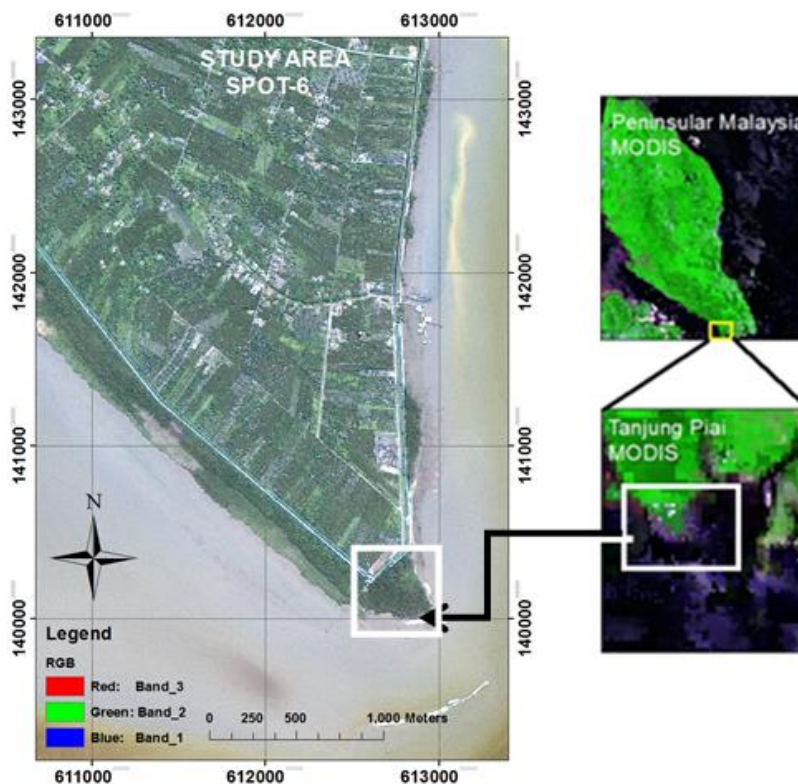 611000 612000 613000
STUDY AREA
SPOT-6
143000
143000
142000
142000
141000
141000
140000
140000
N
Legend
RGB
Red: Band_3
Green: Band_2
Blue: Band_1
0 250 500 1,000 Meters
611000 612000 613000
Peninsular Malaysia
MODIS
Tanjung Piai
MODIS